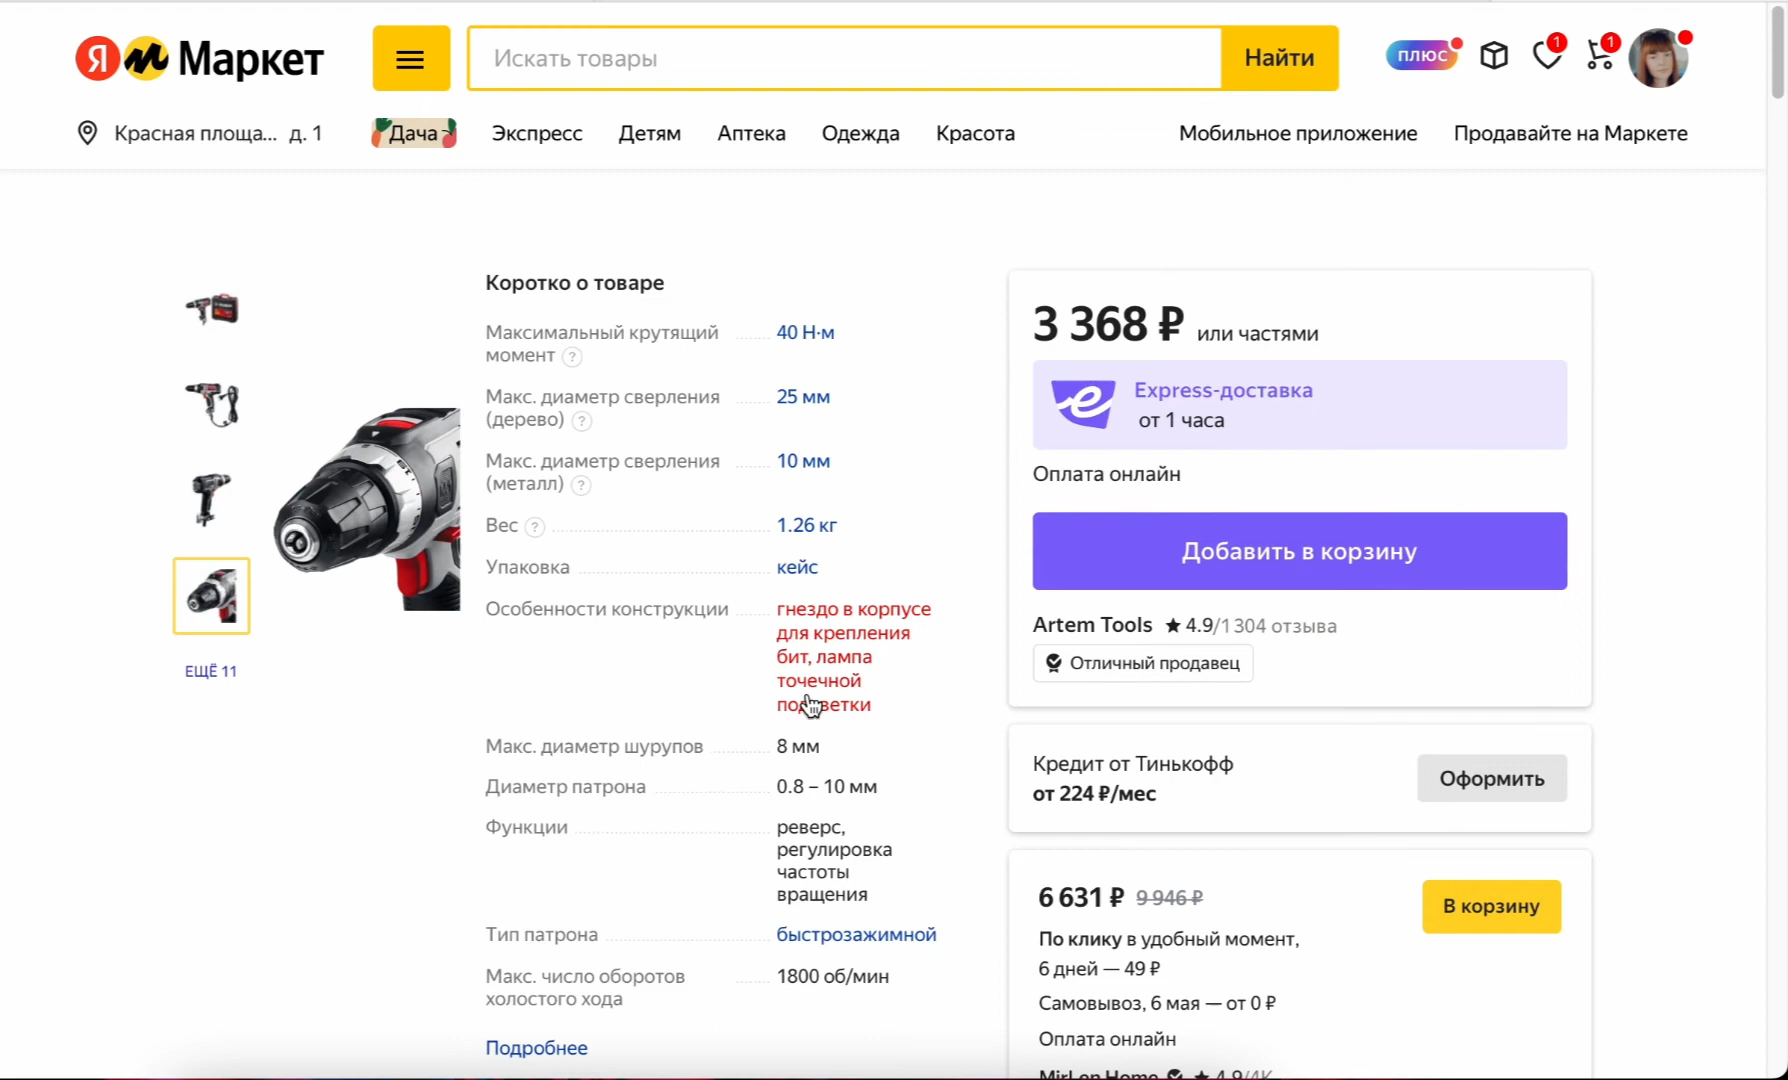 Я м Маркет
Искать товары
Найти
плюс
1
1
Красная площа... д. 1
Дача
Экспресс
Детям
Аптека
Одежда
Красота
Мобильное приложение
Продавайте на Маркете
ЕЩЁ 11
Коротко о товаре
Максимальный крутящий 40 Н·м
момент ?
Макс. диаметр сверления 25 мм
(дерево) ?
Макс. диаметр сверления 10 мм
(металл) ?
Вес ? 1.26 кг
Упаковка кейс
Особенности конструкции гнездо в корпусе
для крепления
бит, лампа
точечной
подсветки
Макс. диаметр шурупов 8 мм
Диаметр патрона 0.8 – 10 мм
Функции реверс,
регулировка
частоты
вращения
Тип патрона быстрозажимной
Макс. число оборотов 1800 об/мин
холостого хода
Подробнее
3 368 ₽ или частями
Express-доставка
от 1 часа
Оплата онлайн
Добавить в корзину
Artem Tools ★ 4.9/1 304 отзыва
Отличный продавец
Кредит от Тинькофф
от 224 ₽/мес
Оформить
6 631 ₽ 9 946 ₽
В корзину
По клику в удобный момент,
6 дней — 49 ₽
Самовывоз, 6 мая — от 0 ₽
Оплата онлайн
MirLen Home ★ 4.9/4K